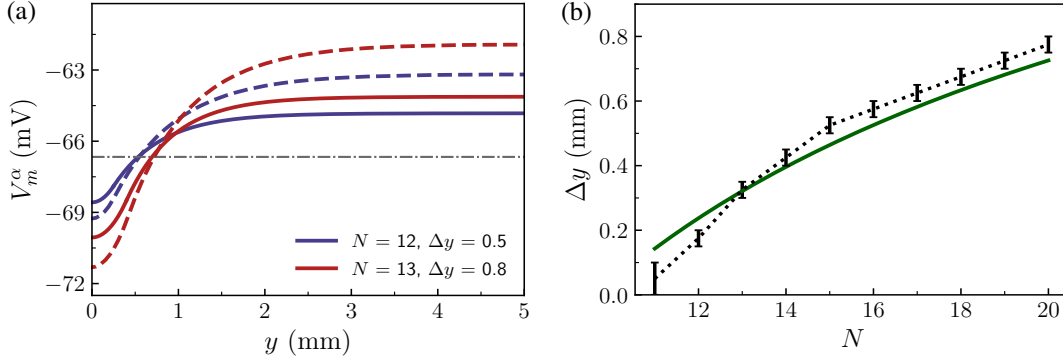 (a)
−63
−66
−69
−72
V_m^α (mV)
0
1
2
3
4
5
y (mm)
N = 12, Δy = 0.5
N = 13, Δy = 0.8
(b)
0.8
0.6
0.4
0.2
0.0
Δy (mm)
12
14
16
18
20
N